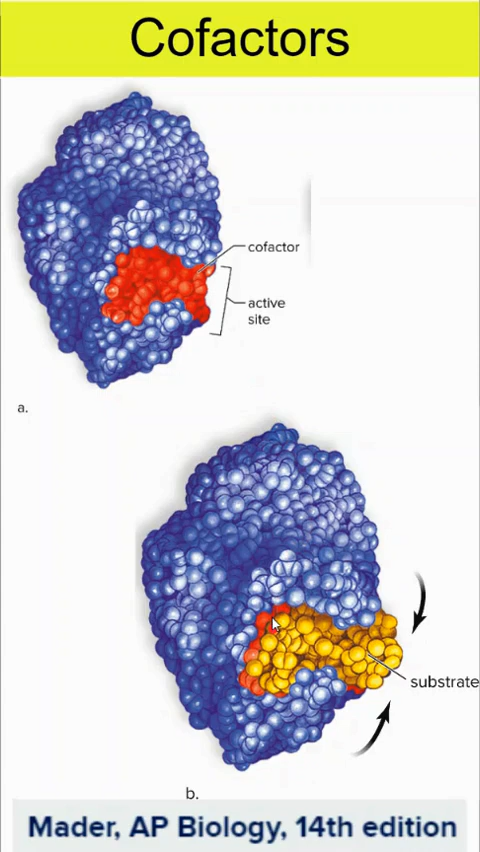 Cofactors
cofactor
active
site
a.
substrate
b.
Mader, AP Biology, 14th edition